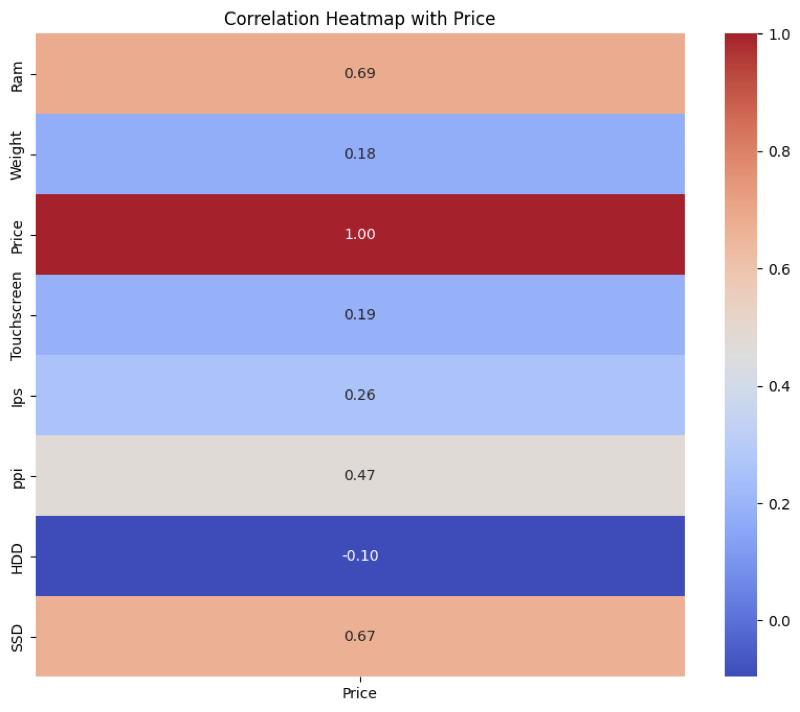 Correlation Heatmap with Price
Ram
0.69
Weight
0.18
Price
1.00
Touchscreen
0.19
Ips
0.26
ppi
0.47
HDD
-0.10
SSD
0.67
Price
1.0
0.8
0.6
0.4
0.2
0.0